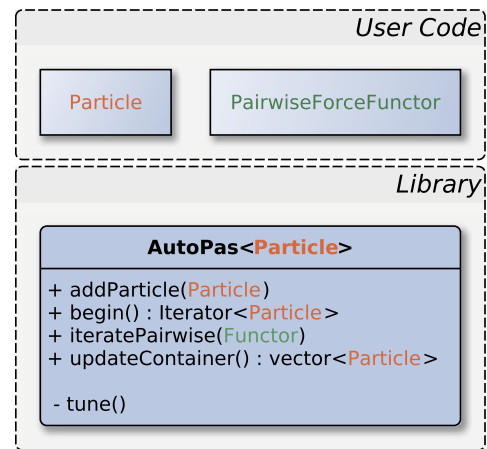 User Code
Particle
PairwiseForceFunctor
Library
AutoPas<Particle>
+ addParticle(Particle)
+ begin() : Iterator<Particle>
+ iteratePairwise(Functor)
+ updateContainer() : vector<Particle>
- tune()